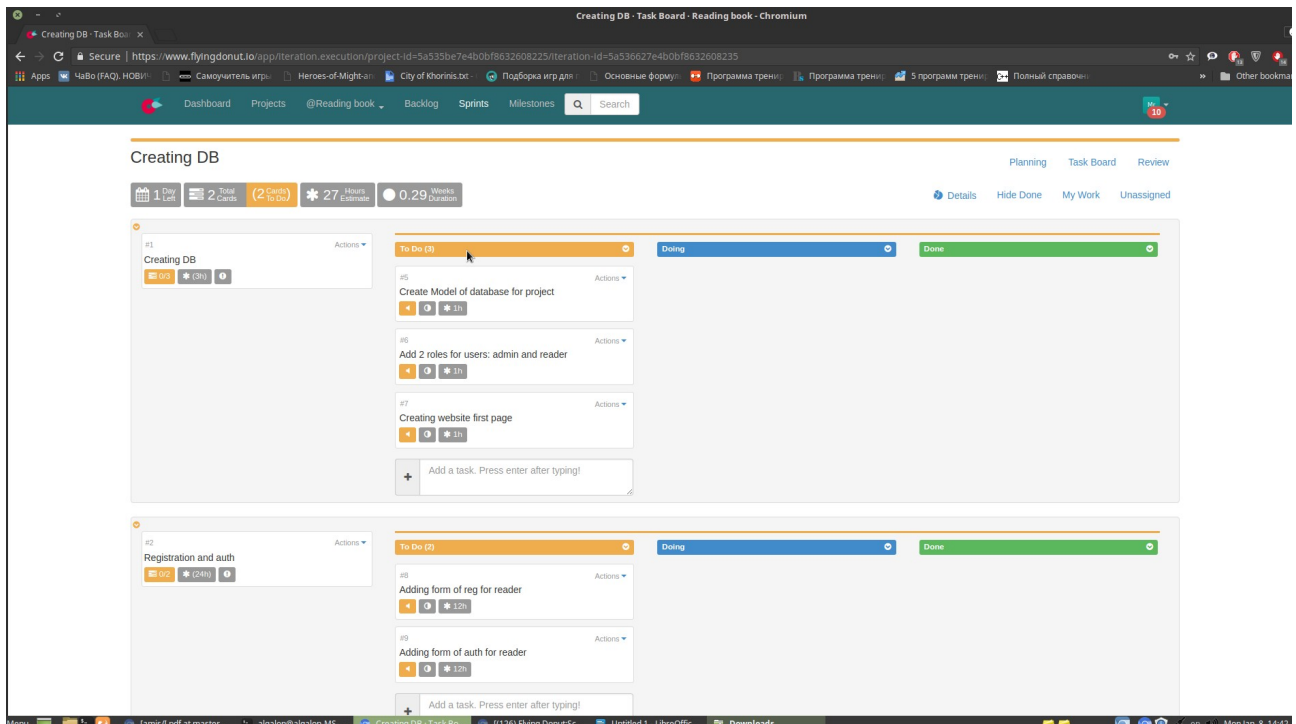 Creating DB · Task Board · Reading book - Chromium
Creating DB · Task Boar
Secure | https://www.flyingdonut.io/app/iteration.execution/project-id=5a535be7e4b0bf8632608225/iteration-id=5a536627e4b0bf8632608235
Apps ЧаВо (FAQ). НОВИЧ Самоучитель игры Heroes-of-Might-an City of Khorinis.txt - Подборка игр для Основные формул Программа трени Программа трени 5 программ трени Полный справочн » Other bookmar
Dashboard Projects @Reading book Backlog Sprints Milestones Search
10
Creating DB
Planning Task Board Review
1 Day Left 2 Total Cards (2 Cards To Do) 27 Hours Estimate 0.29 Weeks Duration
Details Hide Done My Work Unassigned
#1 Actions
Creating DB
0/3 (3h)
To Do (3) Doing Done
#5 Actions
Create Model of database for project
1h
#6 Actions
Add 2 roles for users: admin and reader
1h
#7 Actions
Creating website first page
1h
+ Add a task. Press enter after typing!
#2 Actions
Registration and auth
0/2 (24h)
To Do (2) Doing Done
#8 Actions
Adding form of reg for reader
12h
#9 Actions
Adding form of auth for reader
12h
+ Add a task. Press enter after typing!